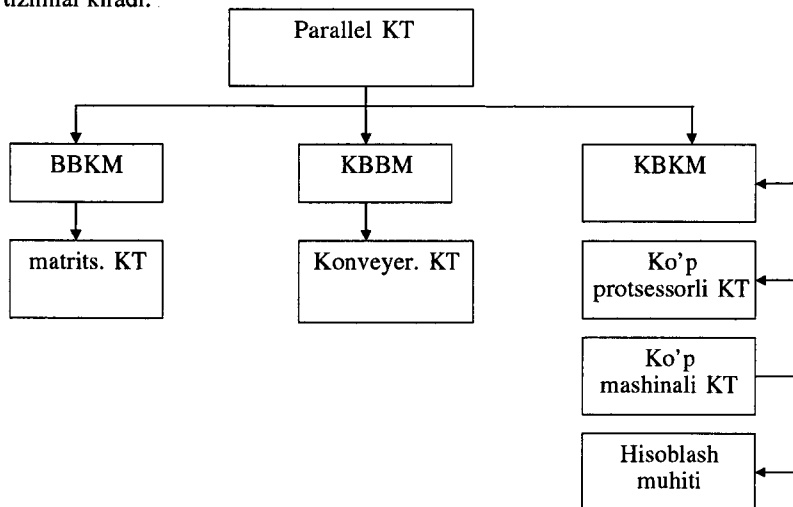 tizimlar kiradi.
Parallel KT
BBKM
KBBM
KBKM
matrits. KT
Konveyer. KT
Ko'p
protsessorli KT
Ko'p
mashinali KT
Hisoblash
muhiti